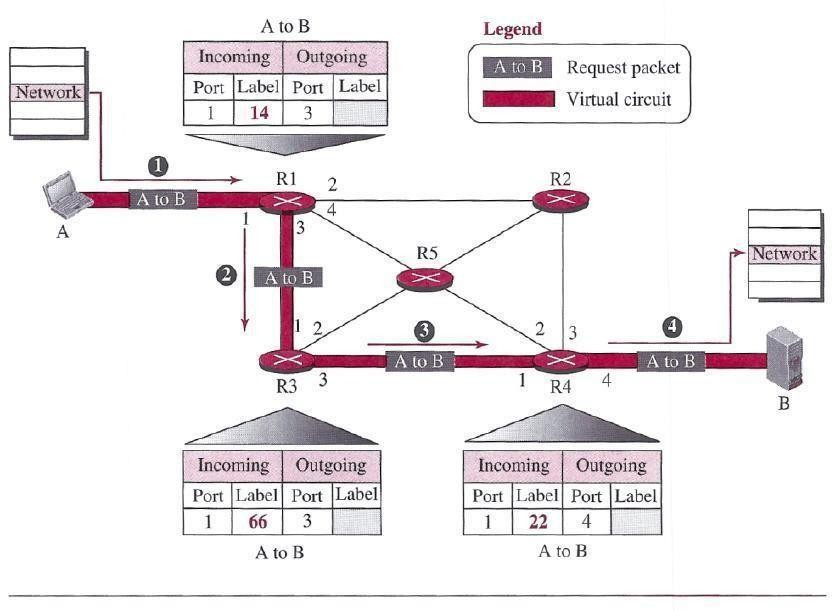 A to B
Incoming Outgoing
Port Label Port Label
1 14 3
Legend
A to B Request packet
Virtual circuit
Network
1
A to B
A
R1
1
2
4
3
R2
2
A to B
R5
Network
1
2
3
A to B
R3
3
2
3
1
R4
4
4
A to B
B
Incoming Outgoing
Port Label Port Label
1 66 3
A to B
Incoming Outgoing
Port Label Port Label
1 22 4
A to B